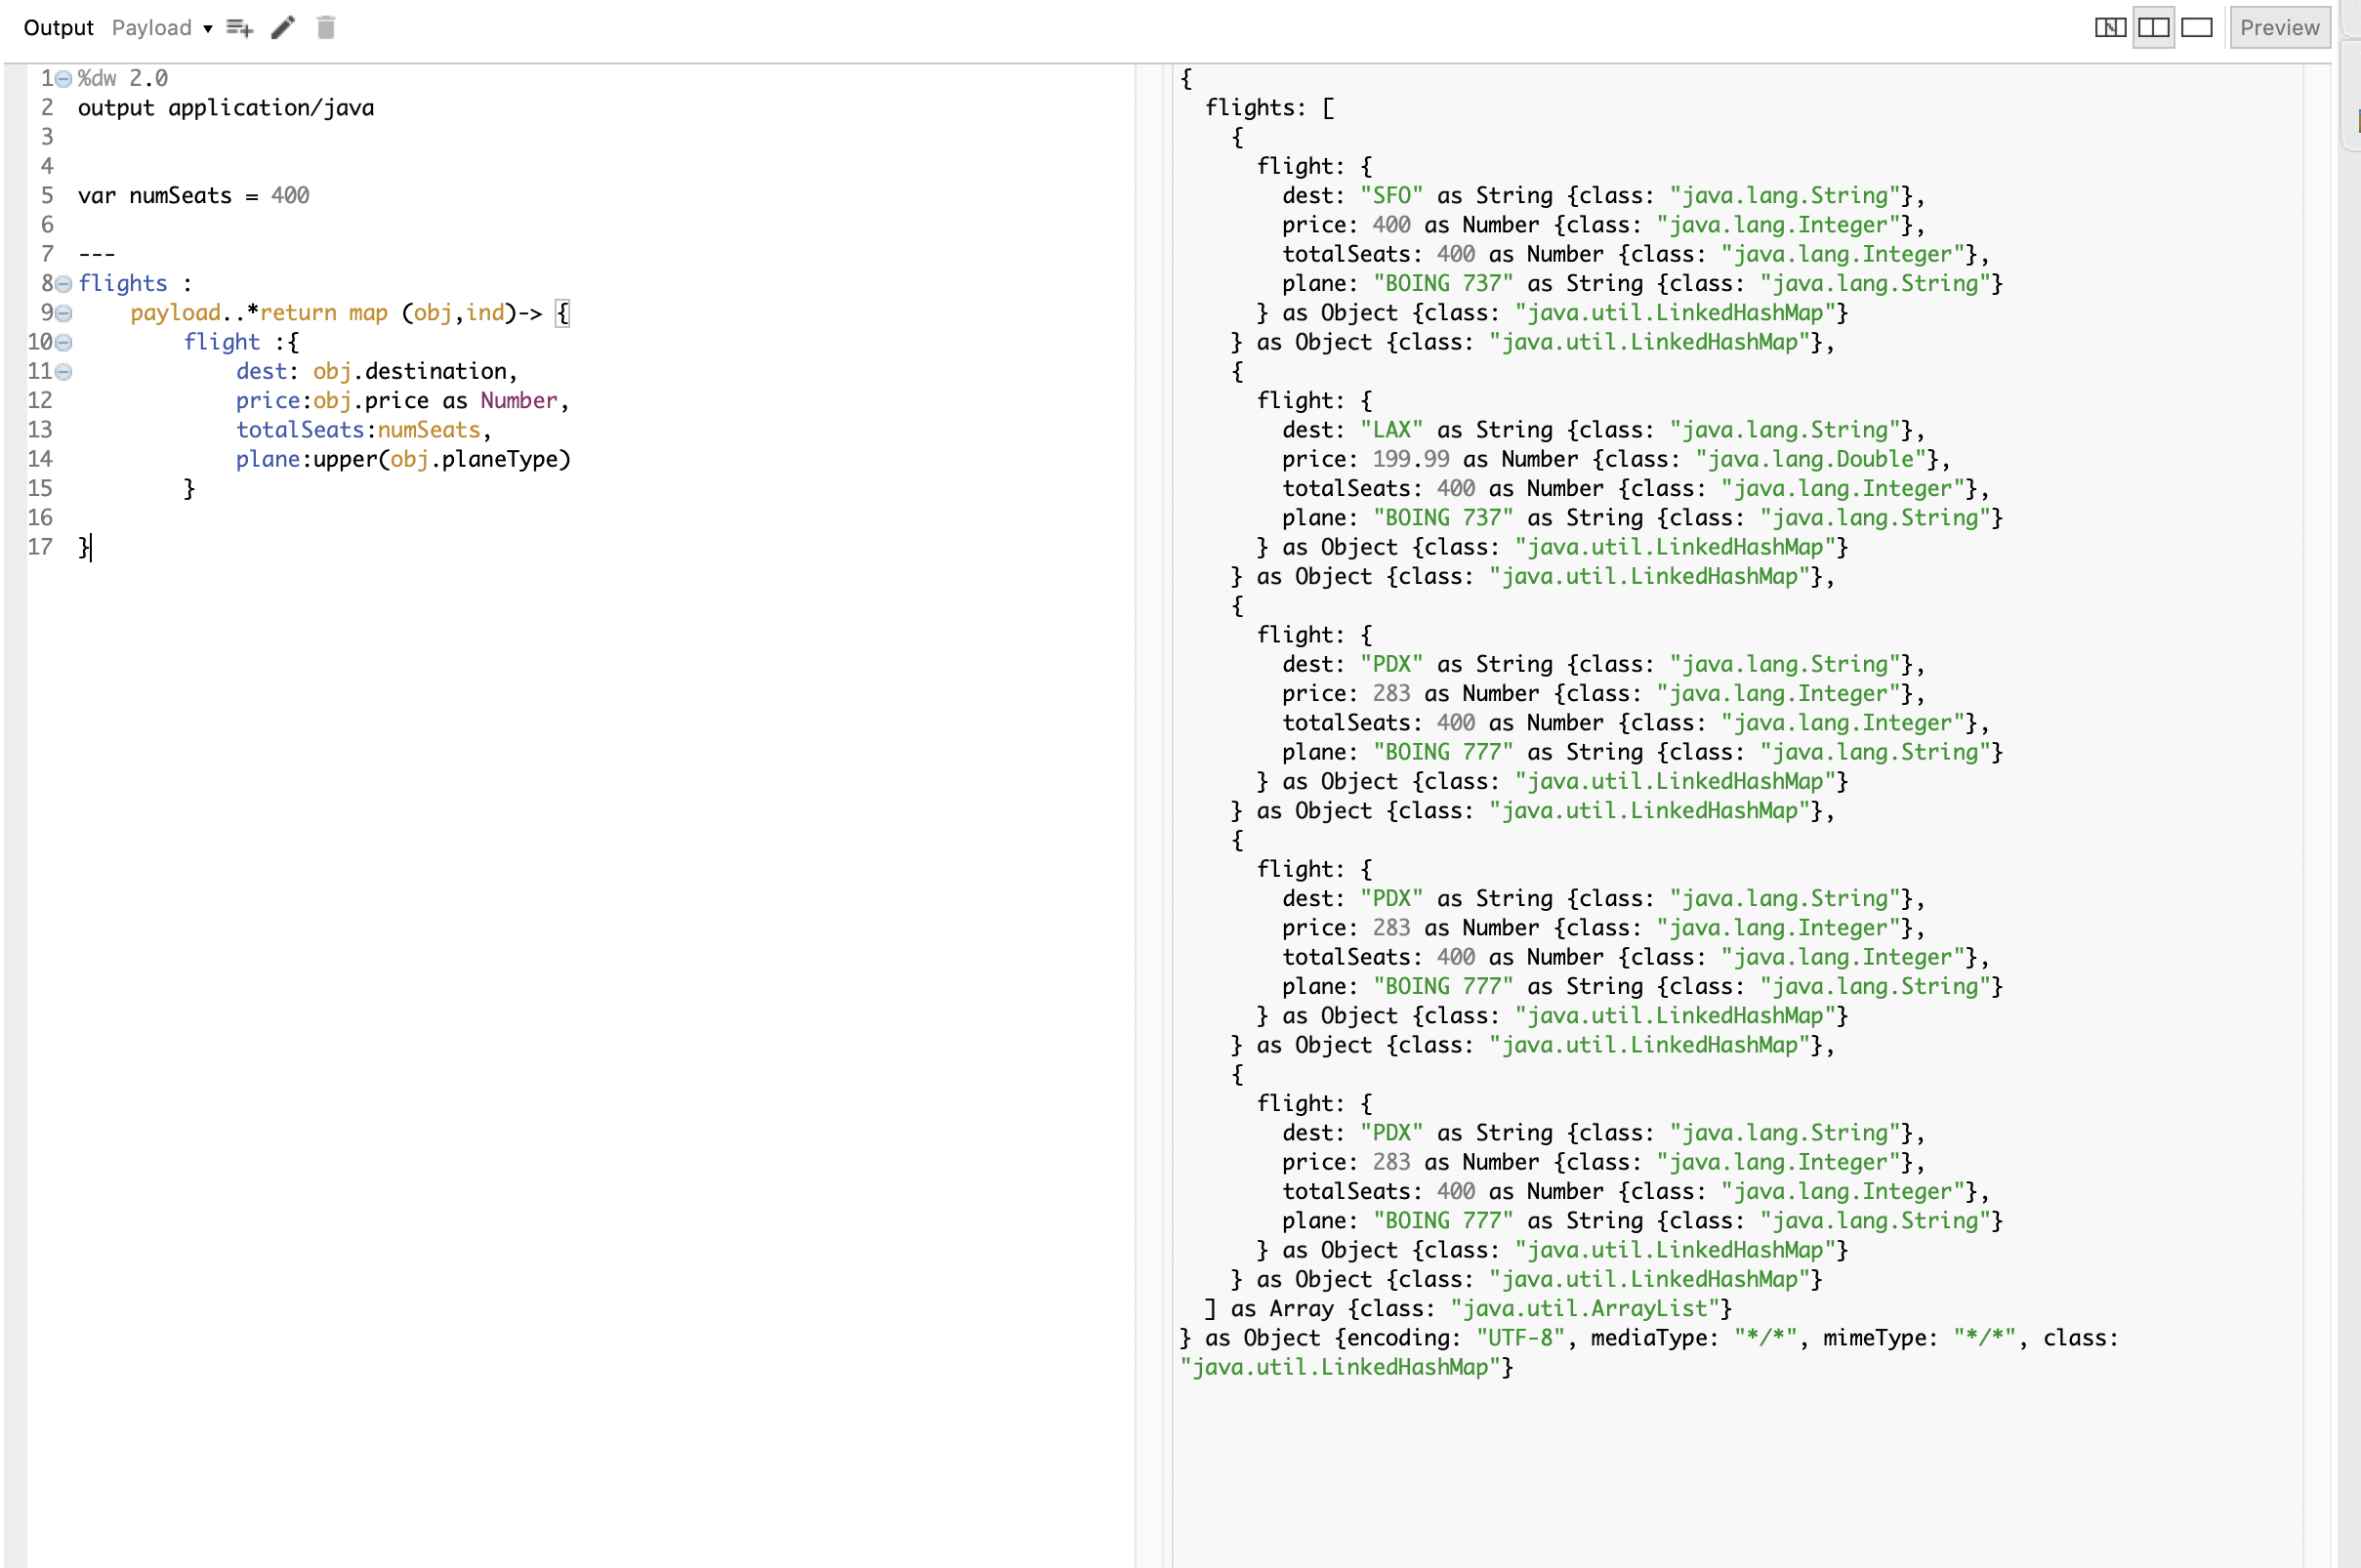 Output Payload Preview
1 %dw 2.0
2 output application/java
3
4
5 var numSeats = 400
6
7 ---
8 flights :
9     payload..*return map (obj,ind)-> {
10         flight :{
11             dest: obj.destination,
12             price:obj.price as Number,
13             totalSeats:numSeats,
14             plane:upper(obj.planeType)
15         }
16
17 }
{
  flights: [
    {
      flight: {
        dest: "SFO" as String {class: "java.lang.String"},
        price: 400 as Number {class: "java.lang.Integer"},
        totalSeats: 400 as Number {class: "java.lang.Integer"},
        plane: "BOING 737" as String {class: "java.lang.String"}
      } as Object {class: "java.util.LinkedHashMap"}
    } as Object {class: "java.util.LinkedHashMap"},
    {
      flight: {
        dest: "LAX" as String {class: "java.lang.String"},
        price: 199.99 as Number {class: "java.lang.Double"},
        totalSeats: 400 as Number {class: "java.lang.Integer"},
        plane: "BOING 737" as String {class: "java.lang.String"}
      } as Object {class: "java.util.LinkedHashMap"}
    } as Object {class: "java.util.LinkedHashMap"},
    {
      flight: {
        dest: "PDX" as String {class: "java.lang.String"},
        price: 283 as Number {class: "java.lang.Integer"},
        totalSeats: 400 as Number {class: "java.lang.Integer"},
        plane: "BOING 777" as String {class: "java.lang.String"}
      } as Object {class: "java.util.LinkedHashMap"}
    } as Object {class: "java.util.LinkedHashMap"},
    {
      flight: {
        dest: "PDX" as String {class: "java.lang.String"},
        price: 283 as Number {class: "java.lang.Integer"},
        totalSeats: 400 as Number {class: "java.lang.Integer"},
        plane: "BOING 777" as String {class: "java.lang.String"}
      } as Object {class: "java.util.LinkedHashMap"}
    } as Object {class: "java.util.LinkedHashMap"},
    {
      flight: {
        dest: "PDX" as String {class: "java.lang.String"},
        price: 283 as Number {class: "java.lang.Integer"},
        totalSeats: 400 as Number {class: "java.lang.Integer"},
        plane: "BOING 777" as String {class: "java.lang.String"}
      } as Object {class: "java.util.LinkedHashMap"}
    } as Object {class: "java.util.LinkedHashMap"}
  ] as Array {class: "java.util.ArrayList"}
} as Object {encoding: "UTF-8", mediaType: "*/*", mimeType: "*/*", class:
"java.util.LinkedHashMap"}